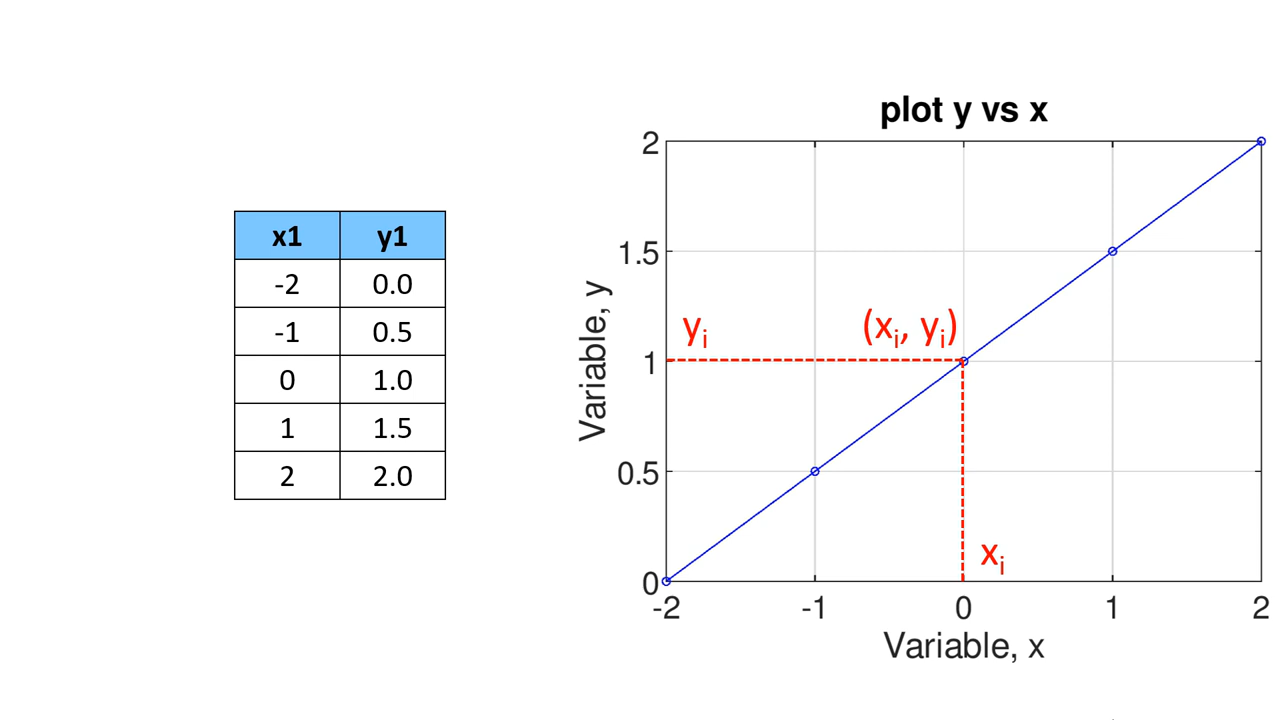 x1 y1
-2 0.0
-1 0.5
0 1.0
1 1.5
2 2.0
plot y vs x
2
1.5
1
0.5
0
Variable, y
yi
(xi, yi)
xi
-2 -1 0 1 2
Variable, x